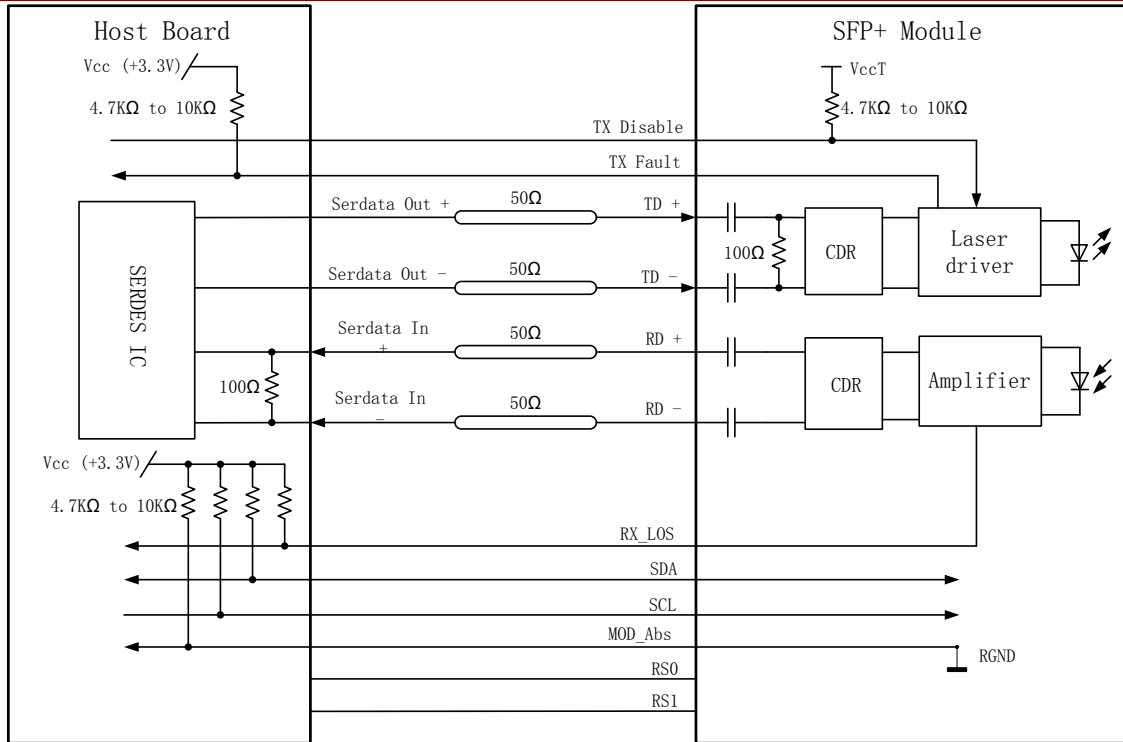 Host Board
SFP+ Module
Vcc (+3.3V)
VccT
4.7KΩ to 10KΩ
4.7KΩ to 10KΩ
TX Disable
TX Fault
Serdata Out +
50Ω
TD +
SERDES IC
100Ω
CDR
Laser
driver
Serdata Out −
50Ω
TD −
Serdata In
+
50Ω
RD +
100Ω
CDR
Amplifier
Serdata In
−
50Ω
RD −
Vcc (+3.3V)
4.7KΩ to 10KΩ
RX_LOS
SDA
SCL
MOD_Abs
RGND
RS0
RS1